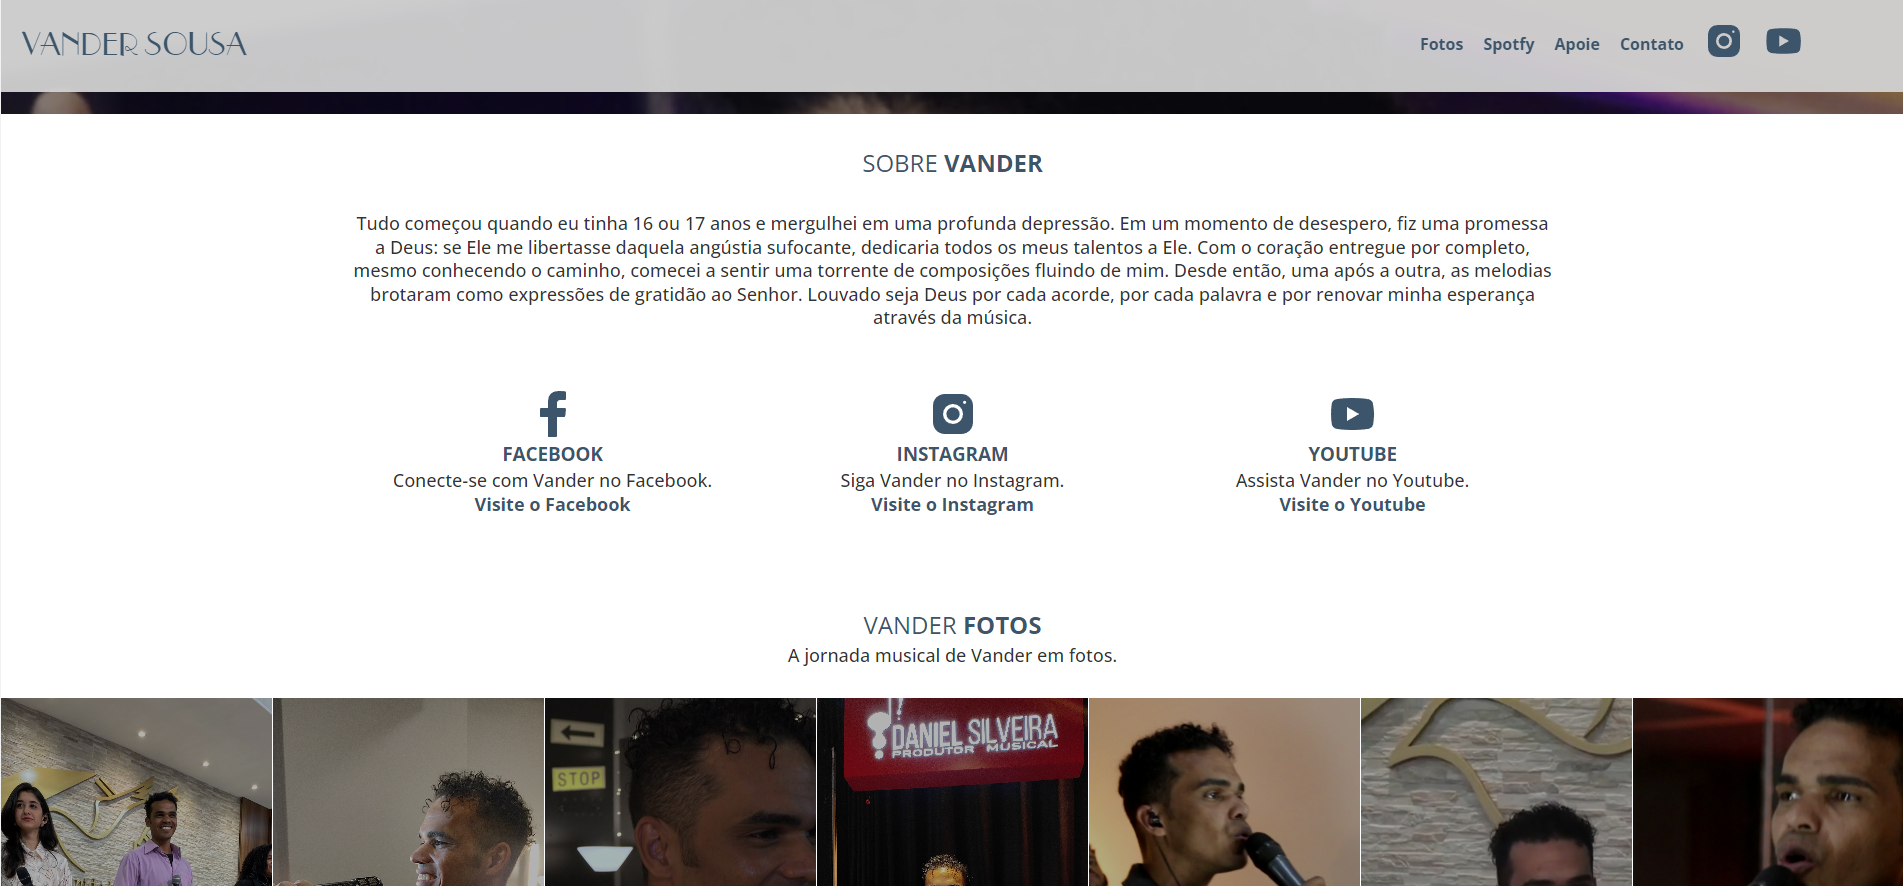 VANDER SOUSA
Fotos Spotfy Apoie Contato
SOBRE VANDER
Tudo começou quando eu tinha 16 ou 17 anos e mergulhei em uma profunda depressão. Em um momento de desespero, fiz uma promessa
a Deus: se Ele me libertasse daquela angústia sufocante, dedicaria todos os meus talentos a Ele. Com o coração entregue por completo,
mesmo conhecendo o caminho, comecei a sentir uma torrente de composições fluindo de mim. Desde então, uma após a outra, as melodias
brotaram como expressões de gratidão ao Senhor. Louvado seja Deus por cada acorde, por cada palavra e por renovar minha esperança
através da música.
FACEBOOK
Conecte-se com Vander no Facebook.
Visite o Facebook
INSTAGRAM
Siga Vander no Instagram.
Visite o Instagram
YOUTUBE
Assista Vander no Youtube.
Visite o Youtube
VANDER FOTOS
A jornada musical de Vander em fotos.
STOP
DANIEL SILVEIRA
PRODUTOR MUSICAL